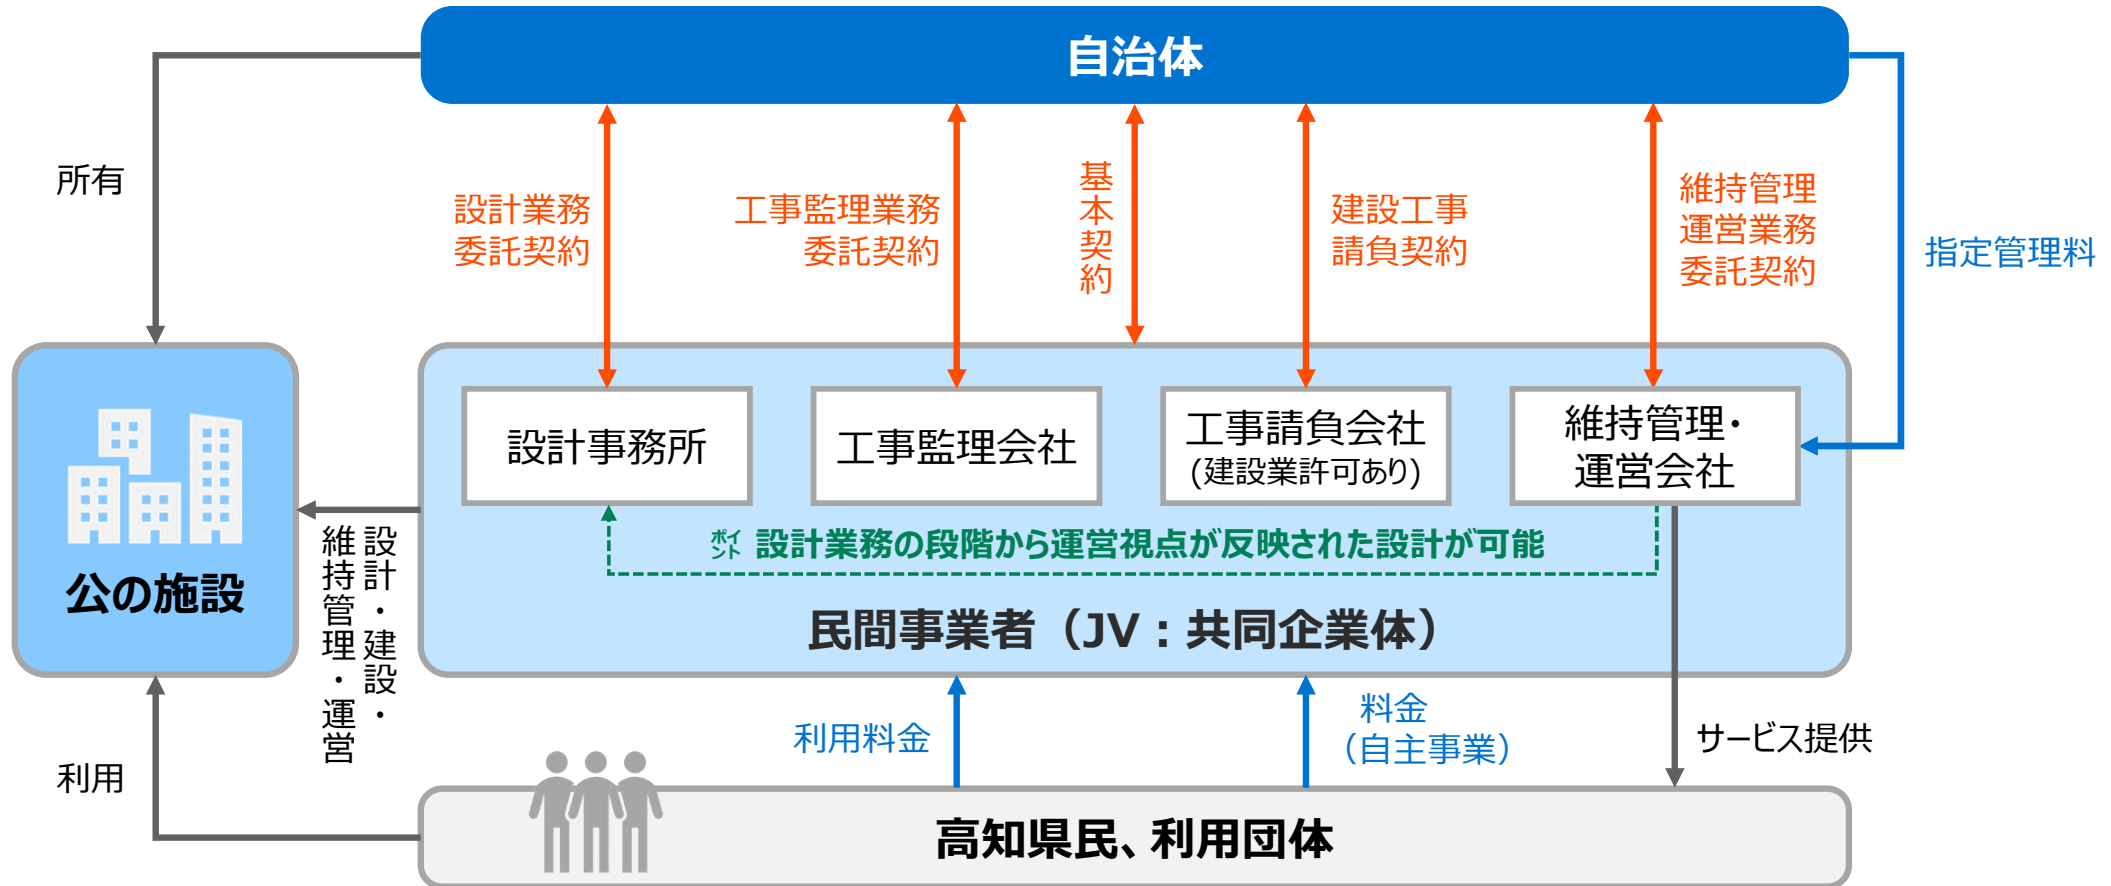 自治体
所有
設計業務
委託契約
工事監理業務
委託契約
基本契約
建設工事
請負契約
維持管理
運営業務
委託契約
指定管理料
設計事務所
工事監理会社
工事請負会社
(建設業許可あり)
維持管理・
運営会社
ポイント 設計業務の段階から運営視点が反映された設計が可能
民間事業者（JV：共同企業体）
公の施設
設計・建設・
維持管理・運営
利用料金
料金
（自主事業）
サービス提供
利用
高知県民、利用団体